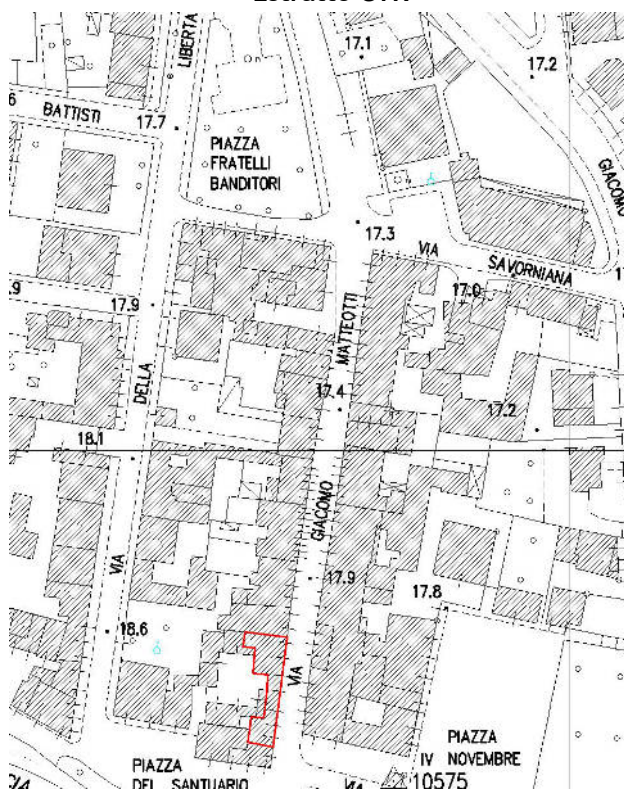 LIBERTA'
17.1
17.2
6
BATTISTI
17.7
PIAZZA
FRATELLI
BANDITORI
GIACOMO
17.3
VIA
SAVORNIANA
17.0
.9
17.9
MATTEOTTI
DELLA
17.4
17.2
18.1
GIACOMO
VIA
17.9
17.8
18.6
VIA
PIAZZA
DEL SANTUARIO
PIAZZA
IV NOVEMBRE
10575
VIA